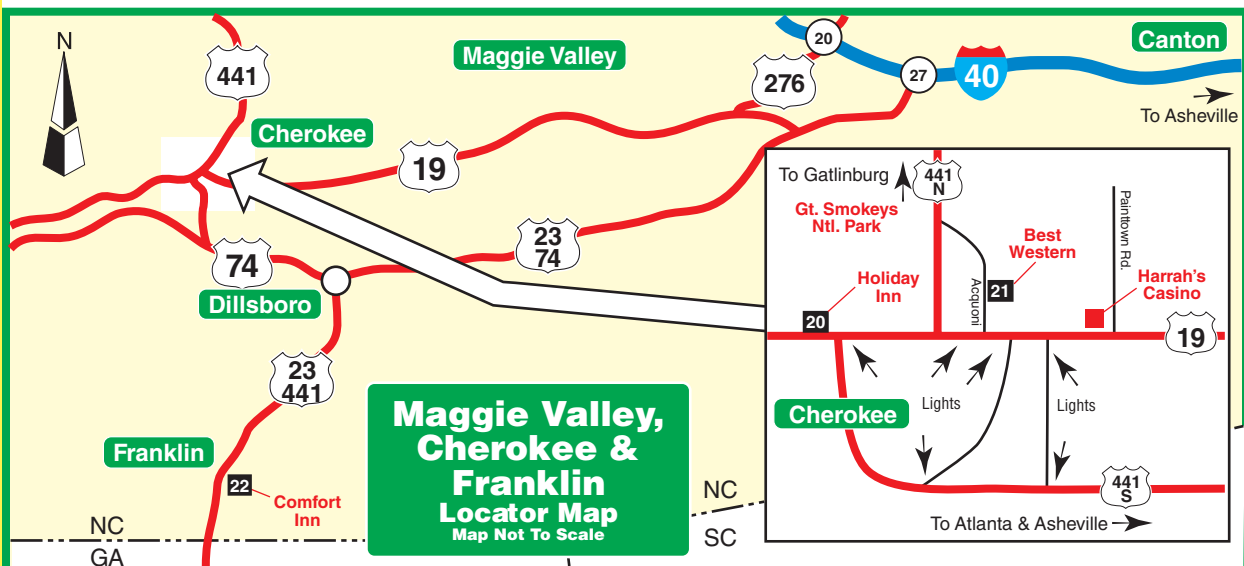 N
441
Maggie Valley
20
Canton
276
27
40
To Asheville
Cherokee
19
23
74
74
Dillsboro
23
441
Franklin
22
Comfort
Inn
NC
GA
Maggie Valley,
Cherokee &
Franklin
Locator Map
Map Not To Scale
NC
SC
To Gatlinburg
441
N
Gt. Smokeys
Ntl. Park
Painttown Rd.
Best
Western
21
Acquoni
Holiday
Inn
20
Harrah's
Casino
19
Lights
Lights
Cherokee
441
S
To Atlanta & Asheville